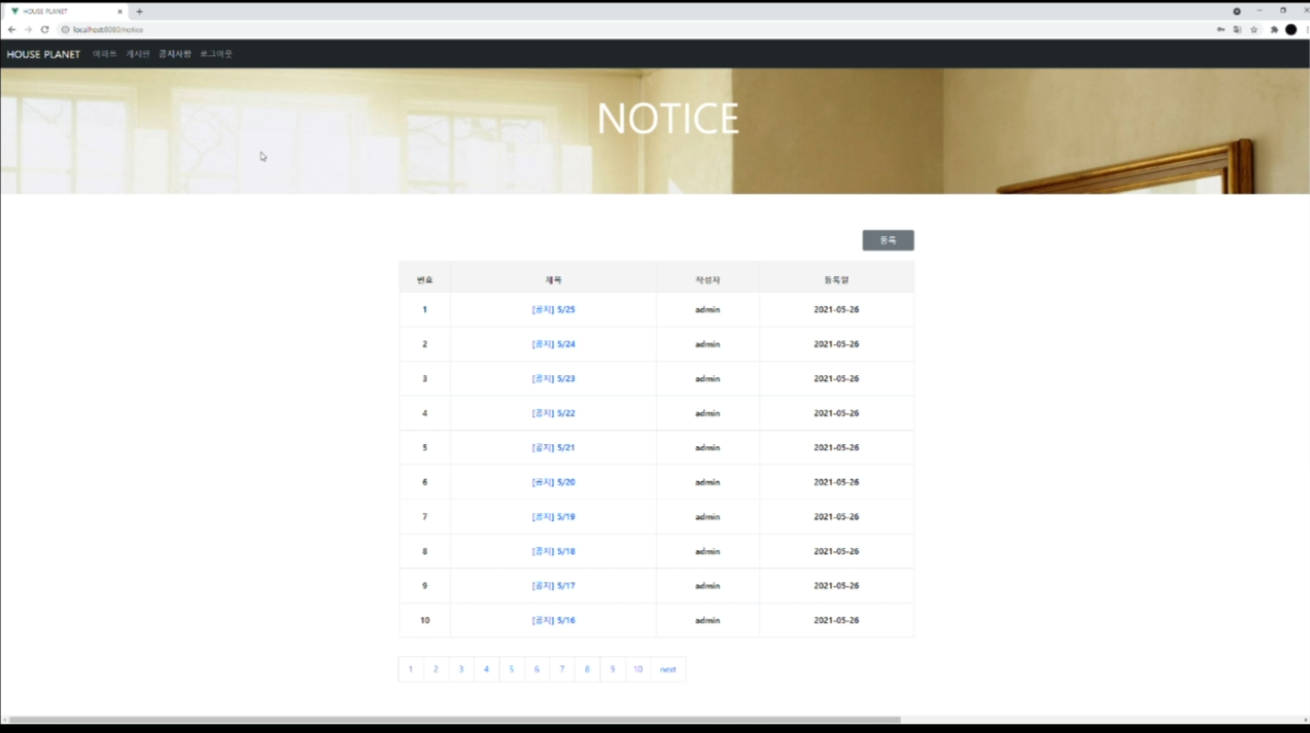 HOUSE PLANET
localhost:8080/notice
HOUSE PLANET 아파트 게시판 공지사항 로그아웃
NOTICE
등록
번호 제목 작성자 등록일
1 [공지] 5/25 admin 2021-05-26
2 [공지] 5/24 admin 2021-05-26
3 [공지] 5/23 admin 2021-05-26
4 [공지] 5/22 admin 2021-05-26
5 [공지] 5/21 admin 2021-05-26
6 [공지] 5/20 admin 2021-05-26
7 [공지] 5/19 admin 2021-05-26
8 [공지] 5/18 admin 2021-05-26
9 [공지] 5/17 admin 2021-05-26
10 [공지] 5/16 admin 2021-05-26
1 2 3 4 5 6 7 8 9 10 next